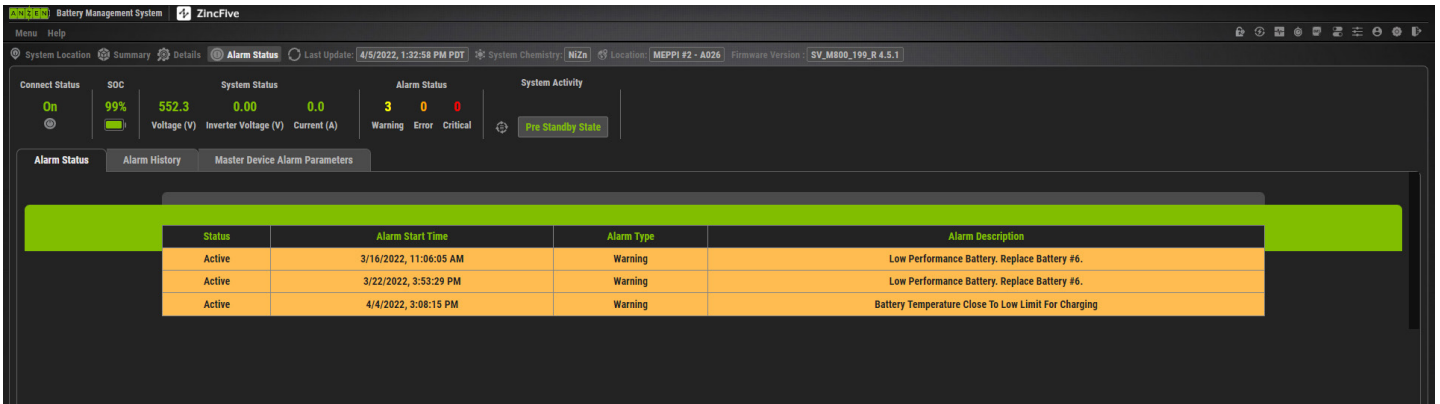 ANZEN Battery Management System ZincFive
Menu Help
System Location Summary Details Alarm Status Last Update: 4/5/2022, 1:32:58 PM PDT System Chemistry: NiZn Location: MEPPI #2 - A026 Firmware Version : SV_M800_199_R 4.5.1
Connect Status SOC System Status Alarm Status System Activity
On 99% 552.3 0.00 0.0 3 0 0
Voltage (V) Inverter Voltage (V) Current (A) Warning Error Critical Pre Standby State
Alarm Status Alarm History Master Device Alarm Parameters
Status Alarm Start Time Alarm Type Alarm Description
Active 3/16/2022, 11:06:05 AM Warning Low Performance Battery. Replace Battery #6.
Active 3/22/2022, 3:53:29 PM Warning Low Performance Battery. Replace Battery #6.
Active 4/4/2022, 3:08:15 PM Warning Battery Temperature Close To Low Limit For Charging